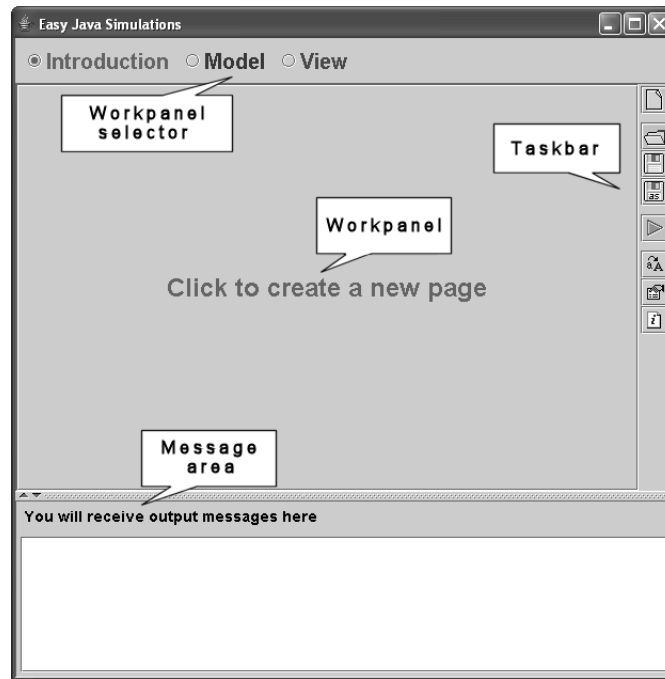 Easy Java Simulations
Introduction Model View
Workpanel
selector
Taskbar
as
Workpanel
Click to create a new page
Message
area
You will receive output messages here